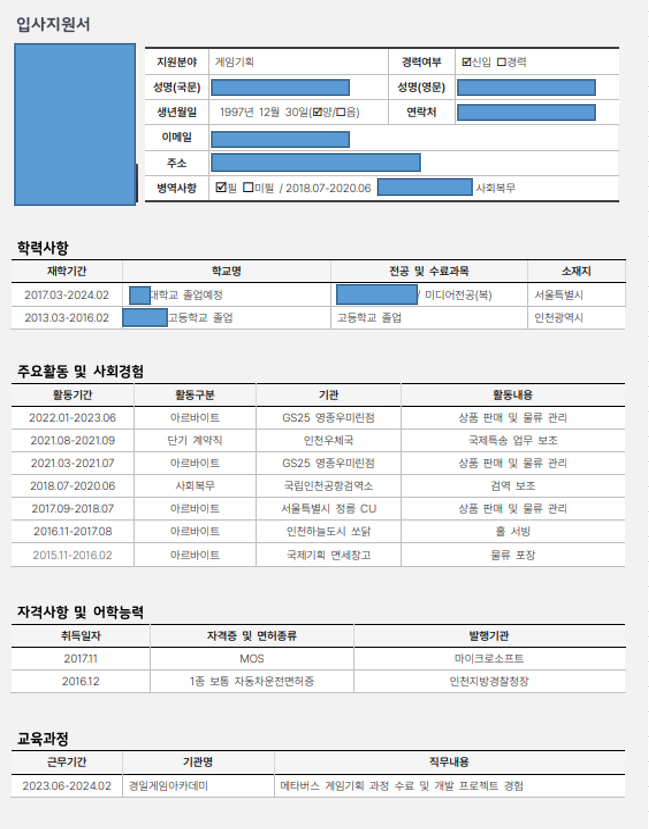 입사지원서
지원분야 게임기획 경력여부 ☑신입 ☐경력
성명(국문) 성명(영문)
생년월일 1997년 12월 30일(☑양/☐음) 연락처
이메일
주소
병역사항 ☑필 ☐미필 / 2018.07-2020.06 사회복무
학력사항
재학기간 학교명 전공 및 수료과목 소재지
2017.03-2024.02 대학교 졸업예정 / 미디어전공(복) 서울특별시
2013.03-2016.02 고등학교 졸업 고등학교 졸업 인천광역시
주요활동 및 사회경험
활동기간 활동구분 기관 활동내용
2022.01-2023.06 아르바이트 GS25 영종우미린점 상품 판매 및 물류 관리
2021.08-2021.09 단기 계약직 인천우체국 국제특송 업무 보조
2021.03-2021.07 아르바이트 GS25 영종우미린점 상품 판매 및 물류 관리
2018.07-2020.06 사회복무 국립인천공항검역소 검역 보조
2017.09-2018.07 아르바이트 서울특별시 정릉 CU 상품 판매 및 물류 관리
2016.11-2017.08 아르바이트 인천하늘도시 쏘닭 홀 서빙
2015.11-2016.02 아르바이트 국제기획 면세창고 물류 포장
자격사항 및 어학능력
취득일자 자격증 및 면허종류 발행기관
2017.11 MOS 마이크로소프트
2016.12 1종 보통 자동차운전면허증 인천지방경찰청장
교육과정
근무기간 기관명 직무내용
2023.06-2024.02 경일게임아카데미 메타버스 게임기획 과정 수료 및 개발 프로젝트 경험